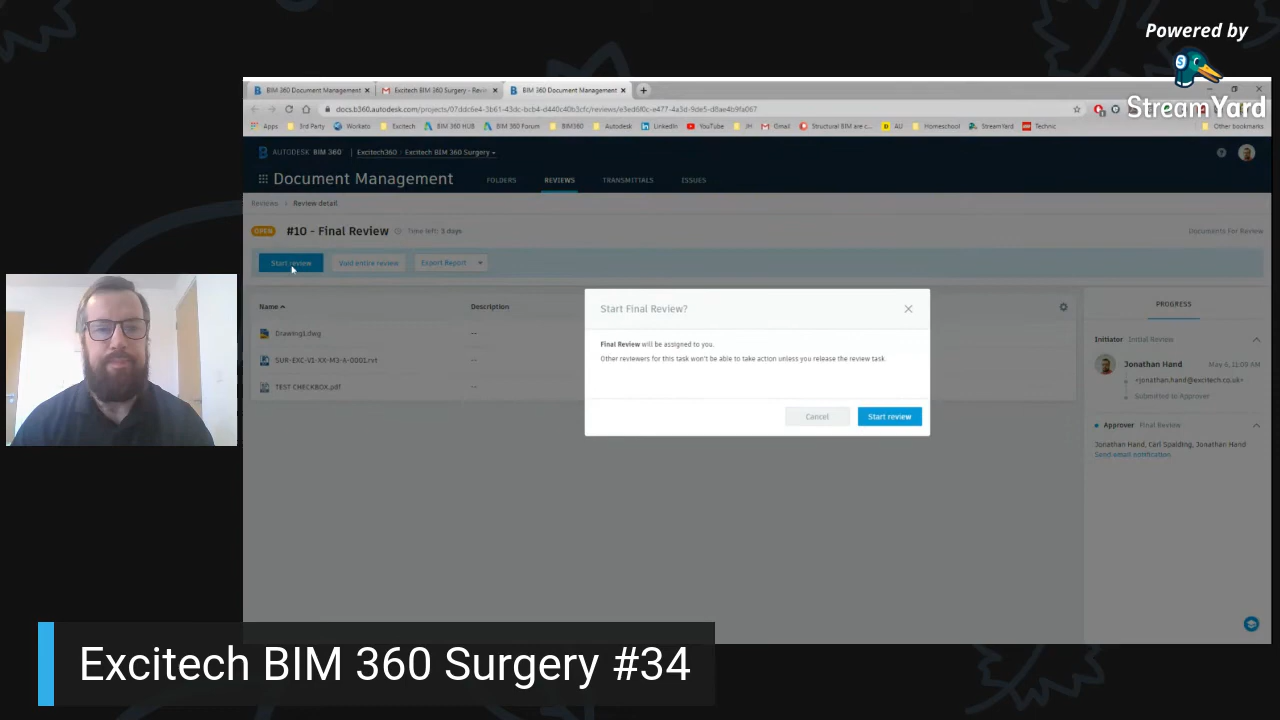 Powered by
StreamYard
BIM 360 Document Management
Excitech BIM 360 Surgery - Revie
BIM 360 Document Management
docs.b360.autodesk.com/projects/07ddc6e4-3b61-43dc-bcb4-d440c40b3cfc/reviews/e3ed6f0c-e477-4a3d-9de5-d8ae4b9fa067
Apps 3rd Party Workato Excitech BIM 360 HUB BIM 360 Forum BIM360 Autodesk LinkedIn YouTube JH Gmail Structural BIM are c... AU Homeschool StreamYard Technic Other bookmarks
AUTODESK BIM 360 Excitech360 > Excitech BIM 360 Surgery
Document Management FOLDERS REVIEWS TRANSMITTALS ISSUES
Reviews > Review detail
OPEN #10 - Final Review Time left: 3 days Documents For Review
Start review Void entire review Export Report
Name Description
Drawing1.dwg --
SUR-EXC-V1-XX-M3-A-0001.rvt --
TEST CHECKBOX.pdf --
Start Final Review?
Final Review will be assigned to you.
Other reviewers for this task won't be able to take action unless you release the review task.
Cancel Start review
PROGRESS
Initiator Initial Review
Jonathan Hand May 6, 11:00 AM
<jonathan.hand@excitech.co.uk>
Submitted to Approver
Approver Final Review
Jonathan Hand, Carl Spalding, Jonathan Hand
Send email notification
Excitech BIM 360 Surgery #34